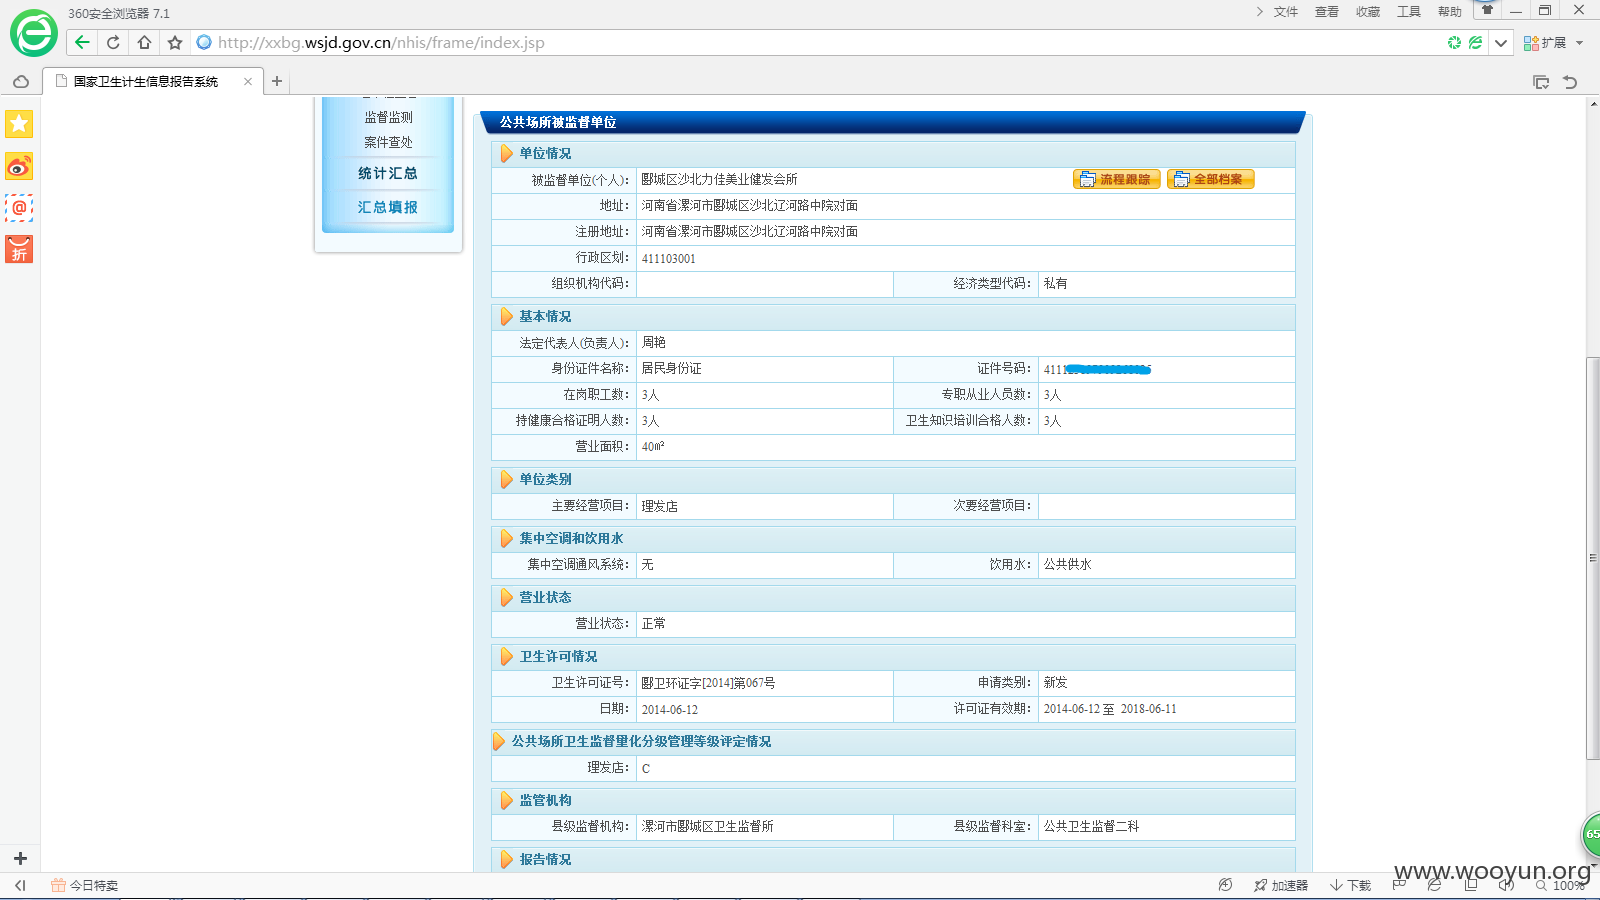 360安全浏览器 7.1
文件 查看 收藏 工具 帮助
http://xxbg.wsjd.gov.cn/nhis/frame/index.jsp
扩展
国家卫生计生信息报告系统
监督监测
案件查处
统计汇总
汇总填报
公共场所被监督单位
单位情况
被监督单位(个人)： 郾城区沙北力佳美业健发会所 流程跟踪 全部档案
地址： 河南省漯河市郾城区沙北辽河路中院对面
注册地址： 河南省漯河市郾城区沙北辽河路中院对面
行政区划： 411103001
组织机构代码： 经济类型代码： 私有
基本情况
法定代表人(负责人)： 周艳
身份证件名称： 居民身份证 证件号码： 4111
在岗职工数： 3人 专职从业人员数： 3人
持健康合格证明人数： 3人 卫生知识培训合格人数： 3人
营业面积： 40㎡
单位类别
主要经营项目： 理发店 次要经营项目：
集中空调和饮用水
集中空调通风系统： 无 饮用水： 公共供水
营业状态
营业状态： 正常
卫生许可情况
卫生许可证号： 郾卫环证字[2014]第067号 申请类别： 新发
日期： 2014-06-12 许可证有效期： 2014-06-12 至 2018-06-11
公共场所卫生监督量化分级管理等级评定情况
理发店： C
监管机构
县级监督机构： 漯河市郾城区卫生监督所 县级监督科室： 公共卫生监督二科
报告情况
65
www.wooyun.org
今日特卖
加速器 下载 100%
折